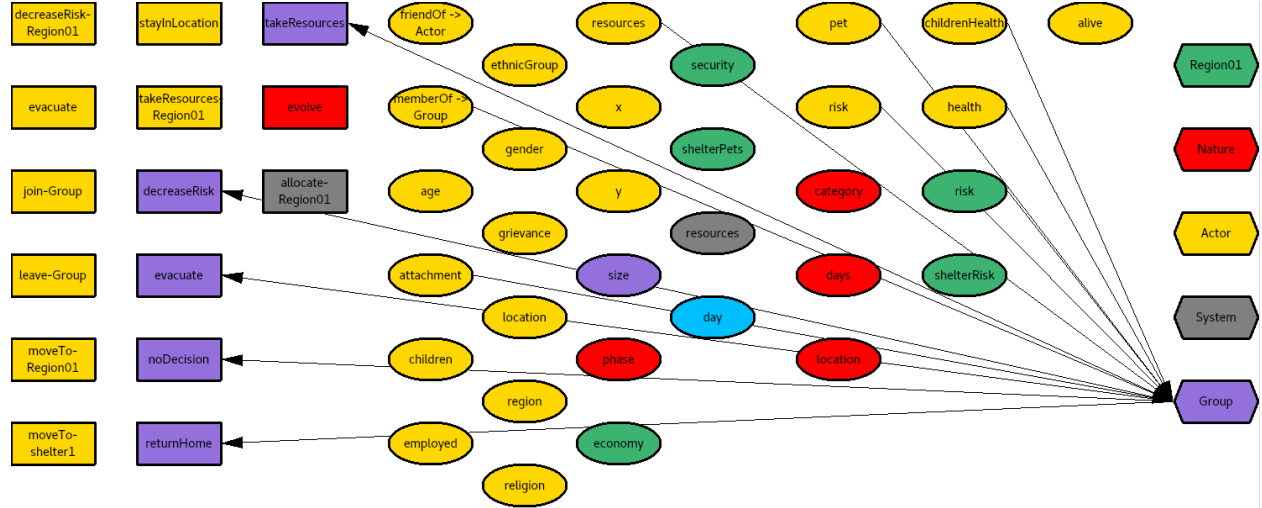 decreaseRisk-
Region01
stayInLocation
takeResources
friendOf ->
Actor
resources
pet
childrenHealth
alive
ethnicGroup
security
Region01
evacuate
takeResources-
Region01
evolve
memberOf ->
Group
x
risk
health
gender
shelterPets
Nature
join-Group
decreaseRisk
allocate-
Region01
age
y
category
risk
grievance
resources
Actor
leave-Group
evacuate
attachment
size
days
shelterRisk
location
day
System
moveTo-
Region01
noDecision
children
phase
location
region
Group
moveTo-
shelter1
returnHome
employed
economy
religion